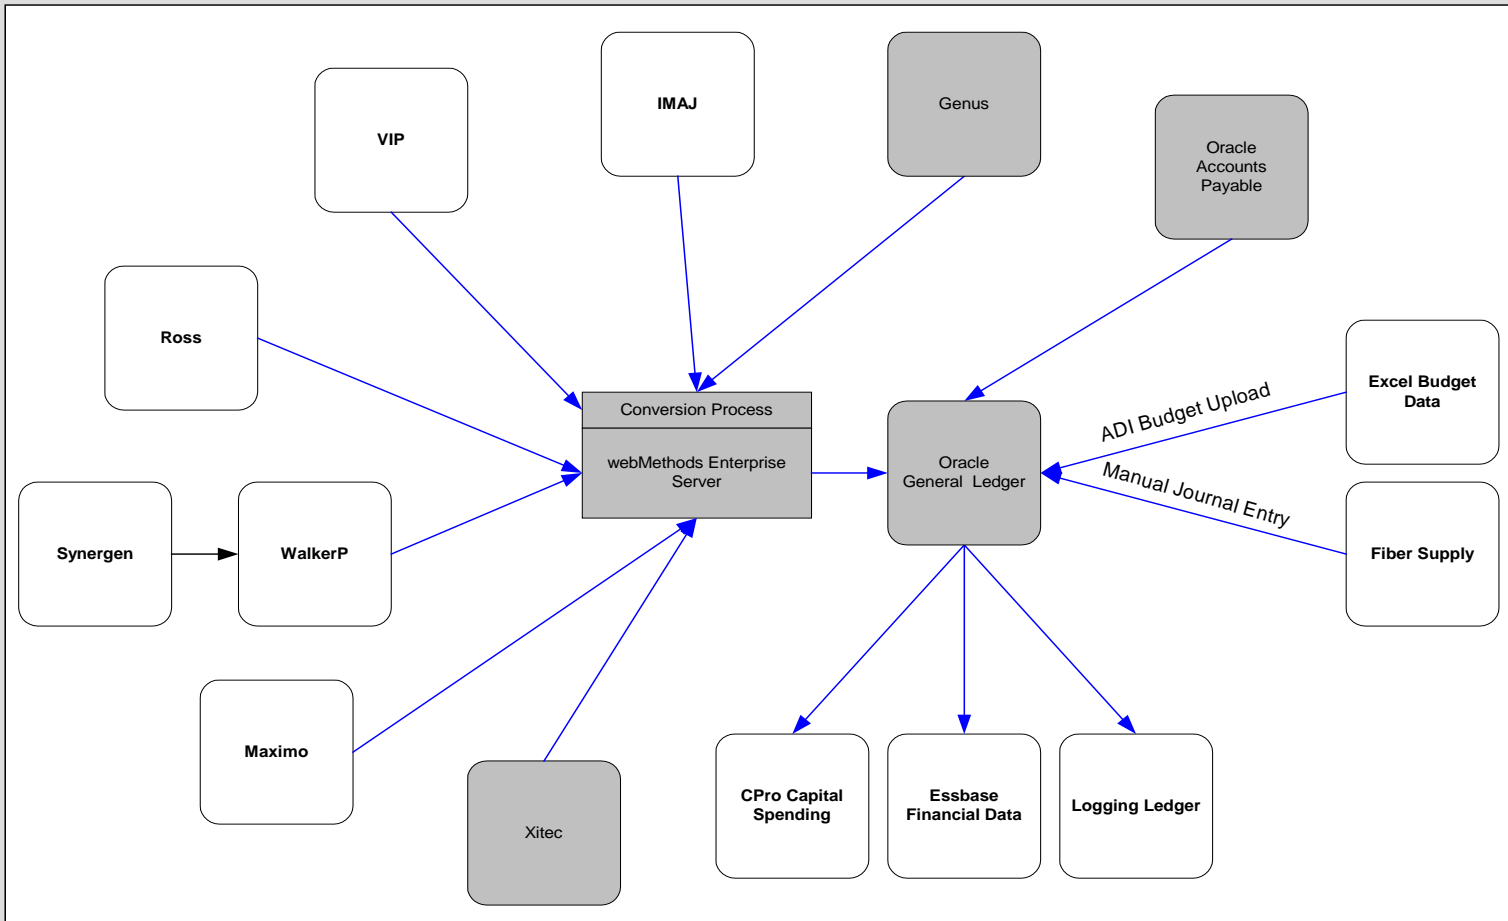 IMAJ
Genus
VIP
Oracle
Accounts
Payable
Ross
Excel Budget
Data
Conversion Process
ADI Budget Upload
webMethods Enterprise
Server
Oracle
General Ledger
Manual Journal Entry
Synergen
WalkerP
Fiber Supply
Maximo
Xitec
CPro Capital
Spending
Essbase
Financial Data
Logging Ledger